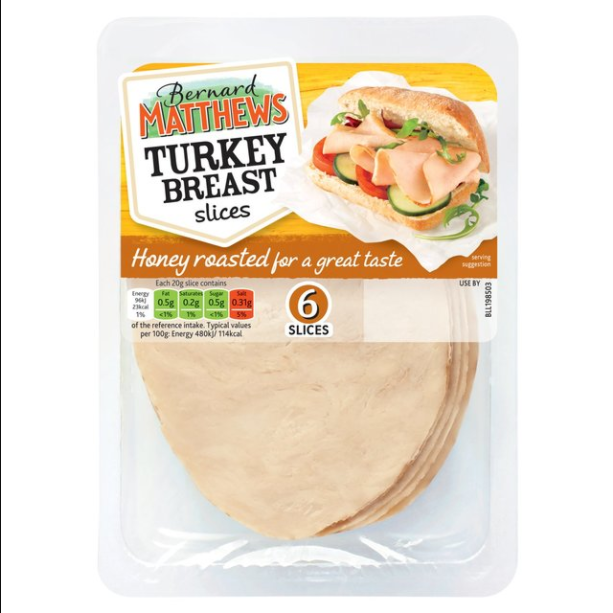 Bernard
MATTHEWS
TURKEY
BREAST
slices
Honey roasted for a great taste
serving
suggestion
Each 20g slice contains
Energy
96kJ
23kcal
1%
Fat
0.5g
<1%
Saturates
0.2g
1%
Sugar
0.5g
<1%
Salt
0.31g
5%
of the reference intake. Typical values
per 100g: Energy 480kJ/ 114kcal
6
SLICES
USE BY
BLL198503